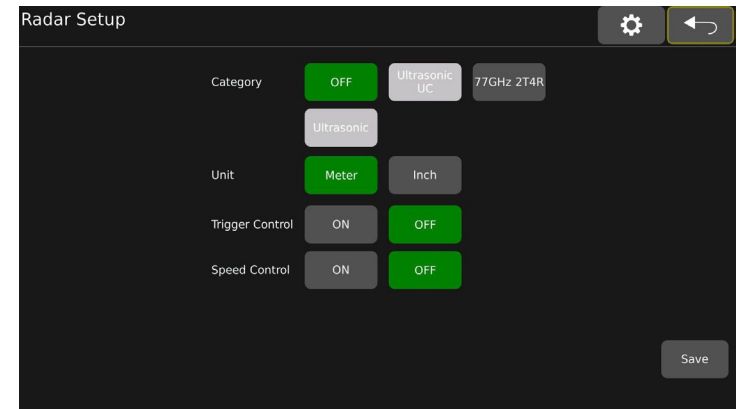 Radar Setup
Category
OFF
Ultrasonic
UC
77GHz 2T4R
Ultrasonic
Unit
Meter
Inch
Trigger Control
ON
OFF
Speed Control
ON
OFF
Save